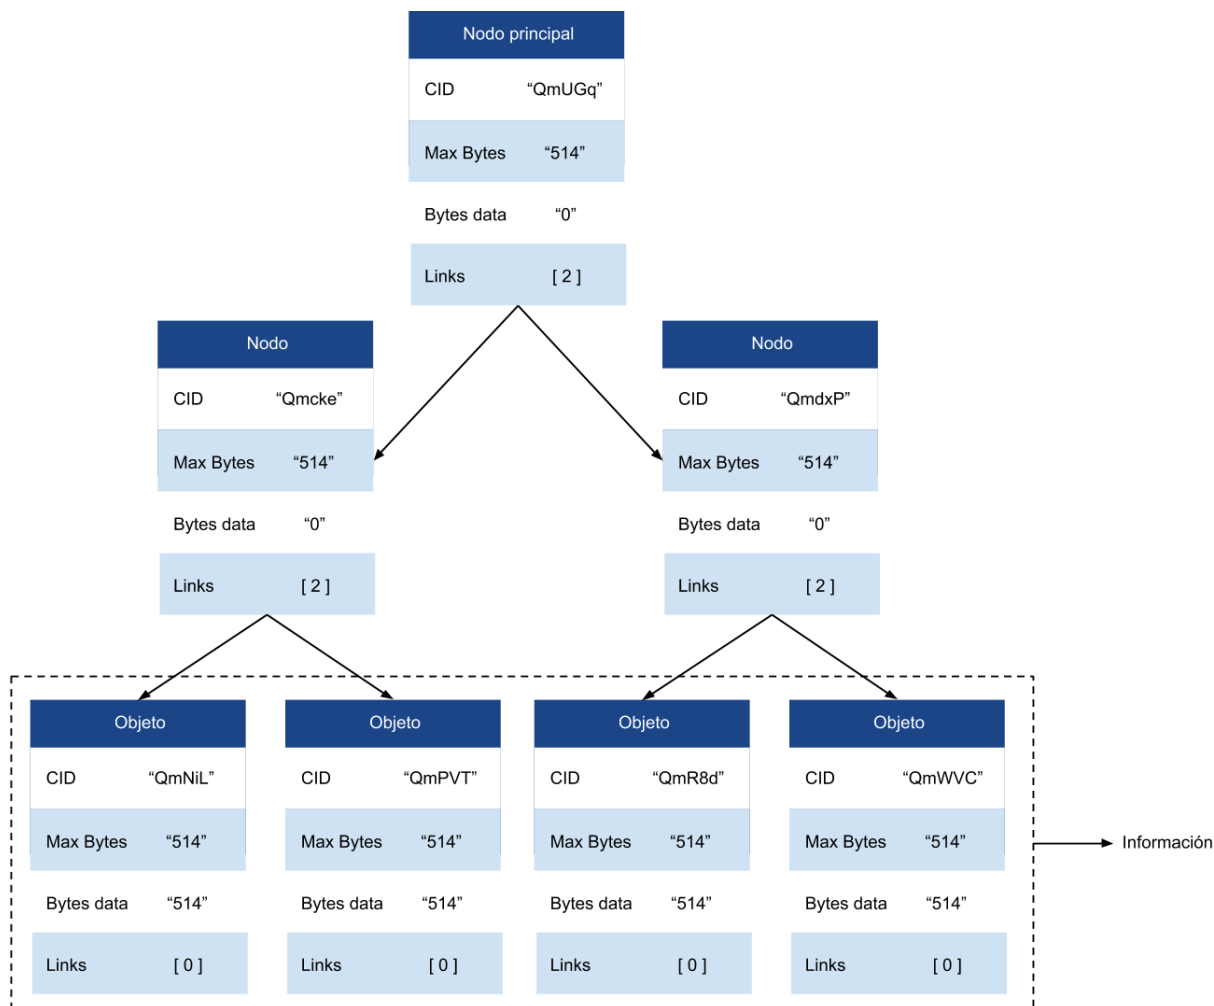 Nodo principal
CID “QmUGq”
Max Bytes “514”
Bytes data “0”
Links [ 2 ]
Nodo
CID “Qmcke”
Max Bytes “514”
Bytes data “0”
Links [ 2 ]
Nodo
CID “QmdxP”
Max Bytes “514”
Bytes data “0”
Links [ 2 ]
Objeto
CID “QmNiL”
Max Bytes “514”
Bytes data “514”
Links [ 0 ]
Objeto
CID “QmPVT”
Max Bytes “514”
Bytes data “514”
Links [ 0 ]
Objeto
CID “QmR8d”
Max Bytes “514”
Bytes data “514”
Links [ 0 ]
Objeto
CID “QmWVC”
Max Bytes “514”
Bytes data “514”
Links [ 0 ]
Información